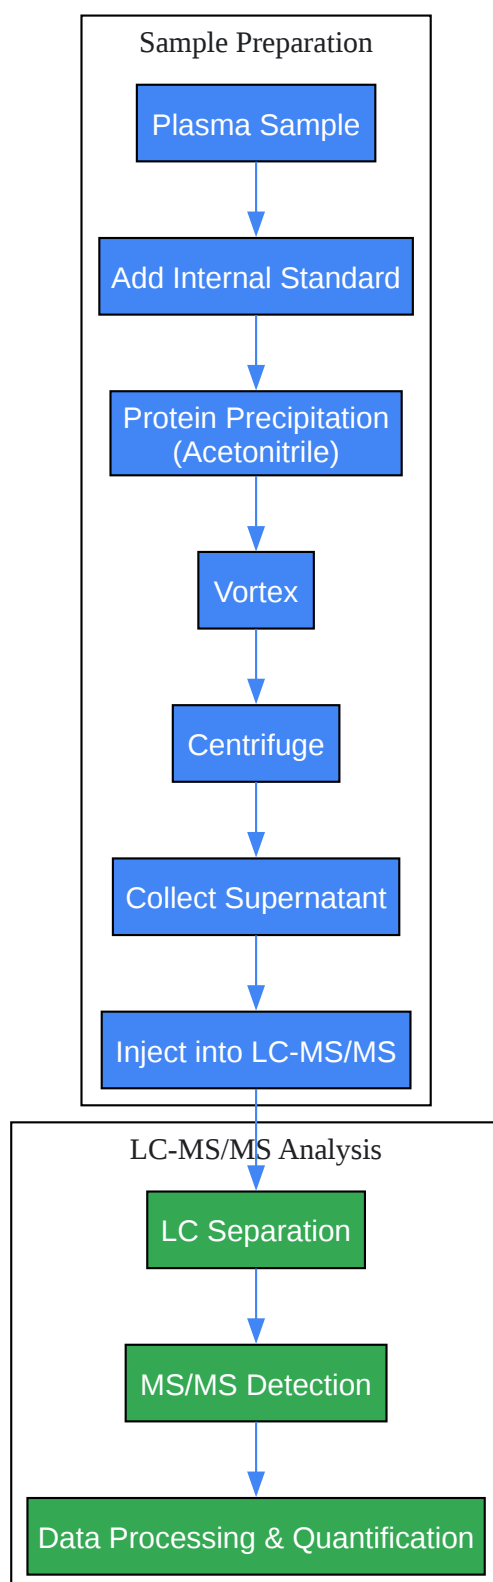 Sample Preparation
Plasma Sample
Add Internal Standard
Protein Precipitation
(Acetonitrile)
Vortex
Centrifuge
Collect Supernatant
Inject into LC-MS/MS
LC-MS/MS Analysis
LC Separation
MS/MS Detection
Data Processing & Quantification